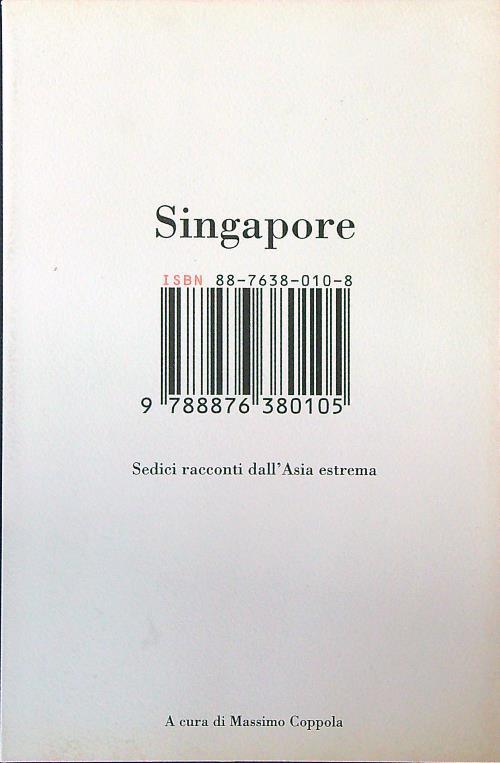 Singapore
ISBN 88-7638-010-8
9 788876 380105
Sedici racconti dall'Asia estrema
A cura di Massimo Coppola